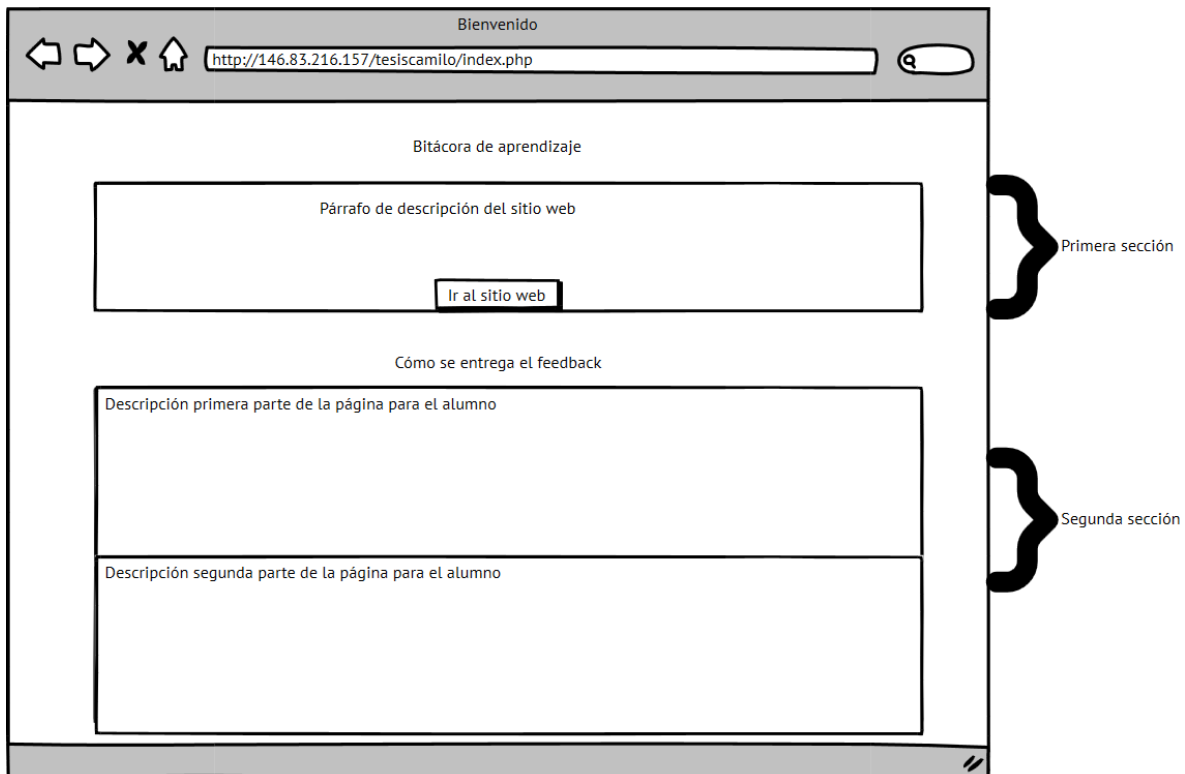 Bienvenido
http://146.83.216.157/tesiscamilo/index.php
Bitácora de aprendizaje
Párrafo de descripción del sitio web
Primera sección
Ir al sitio web
Cómo se entrega el feedback
Descripción primera parte de la página para el alumno
Segunda sección
Descripción segunda parte de la página para el alumno